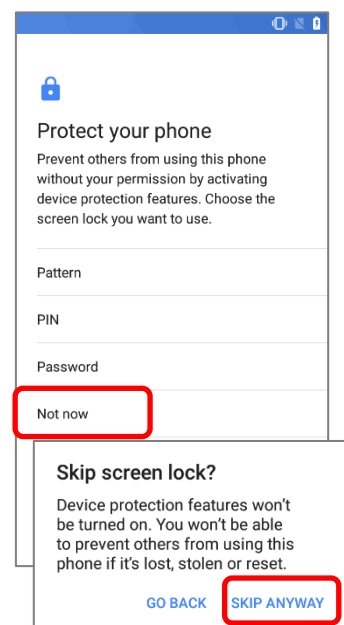 Protect your phone
Prevent others from using this phone
without your permission by activating
device protection features. Choose the
screen lock you want to use.
Pattern
PIN
Password
Not now
Skip screen lock?
Device protection features won't
be turned on. You won't be able
to prevent others from using this
phone if it's lost, stolen or reset.
GO BACK SKIP ANYWAY